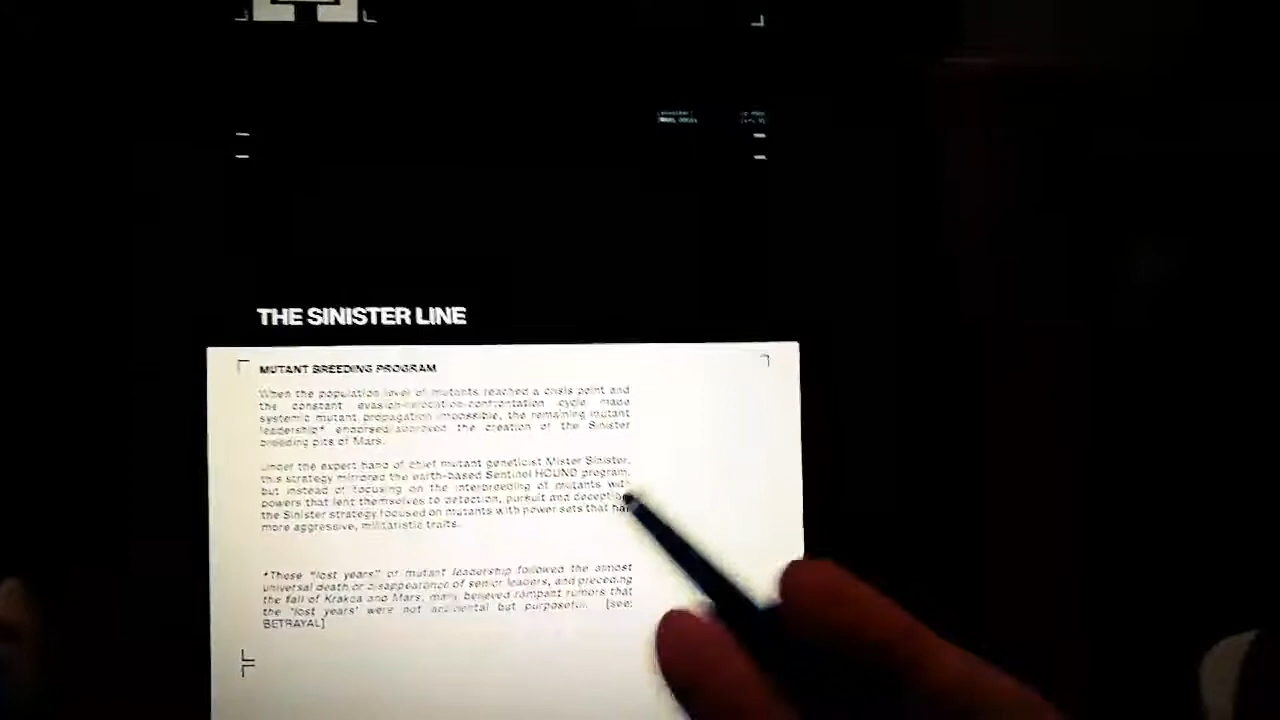 THE SINISTER LINE
MUTANT BREEDING PROGRAM
When the population level of mutants reached a crisis point and
the constant evasion-relocation-confrontation cycle made
systemic mutant propagation impossible, the remaining mutant
leadership* endorsed/approved the creation of the Sinister
breeding pits of Mars.
Under the expert hand of chief mutant geneticist Mister Sinister,
this strategy mirrored the earth-based Sentinel HOUND program,
but instead of focusing on the interbreeding of mutants with
powers that lent themselves to detection, pursuit and
the Sinister strategy focused on mutants with power sets that
more aggressive, militaristic traits.
*These "lost years" of mutant leadership followed the almost
universal death or disappearance of senior leaders, and preceding
the fall of Krakoa and Mars, many believed rampant rumors that
the 'lost years' were not accidental but purposeful. [see:
BETRAYAL]